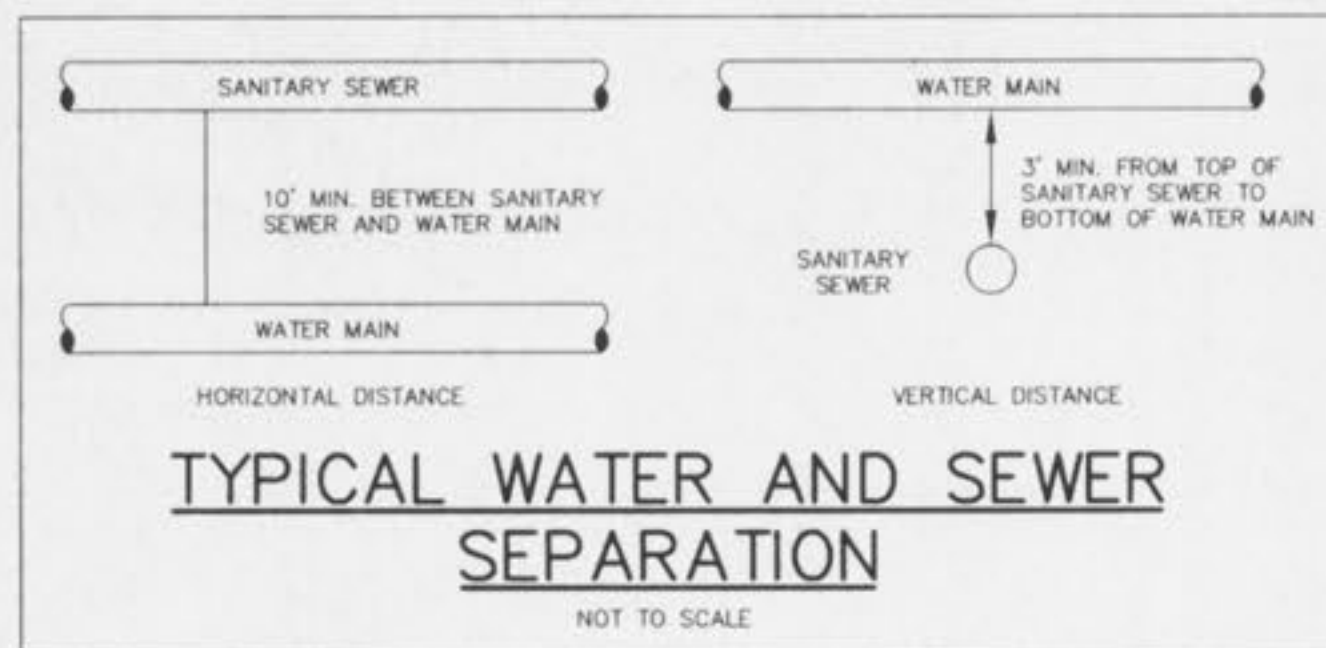 SANITARY SEWER
10' MIN. BETWEEN SANITARY
SEWER AND WATER MAIN
WATER MAIN
HORIZONTAL DISTANCE
WATER MAIN
3' MIN. FROM TOP OF
SANITARY SEWER TO
BOTTOM OF WATER MAIN
SANITARY
SEWER
VERTICAL DISTANCE
TYPICAL WATER AND SEWER
SEPARATION
NOT TO SCALE